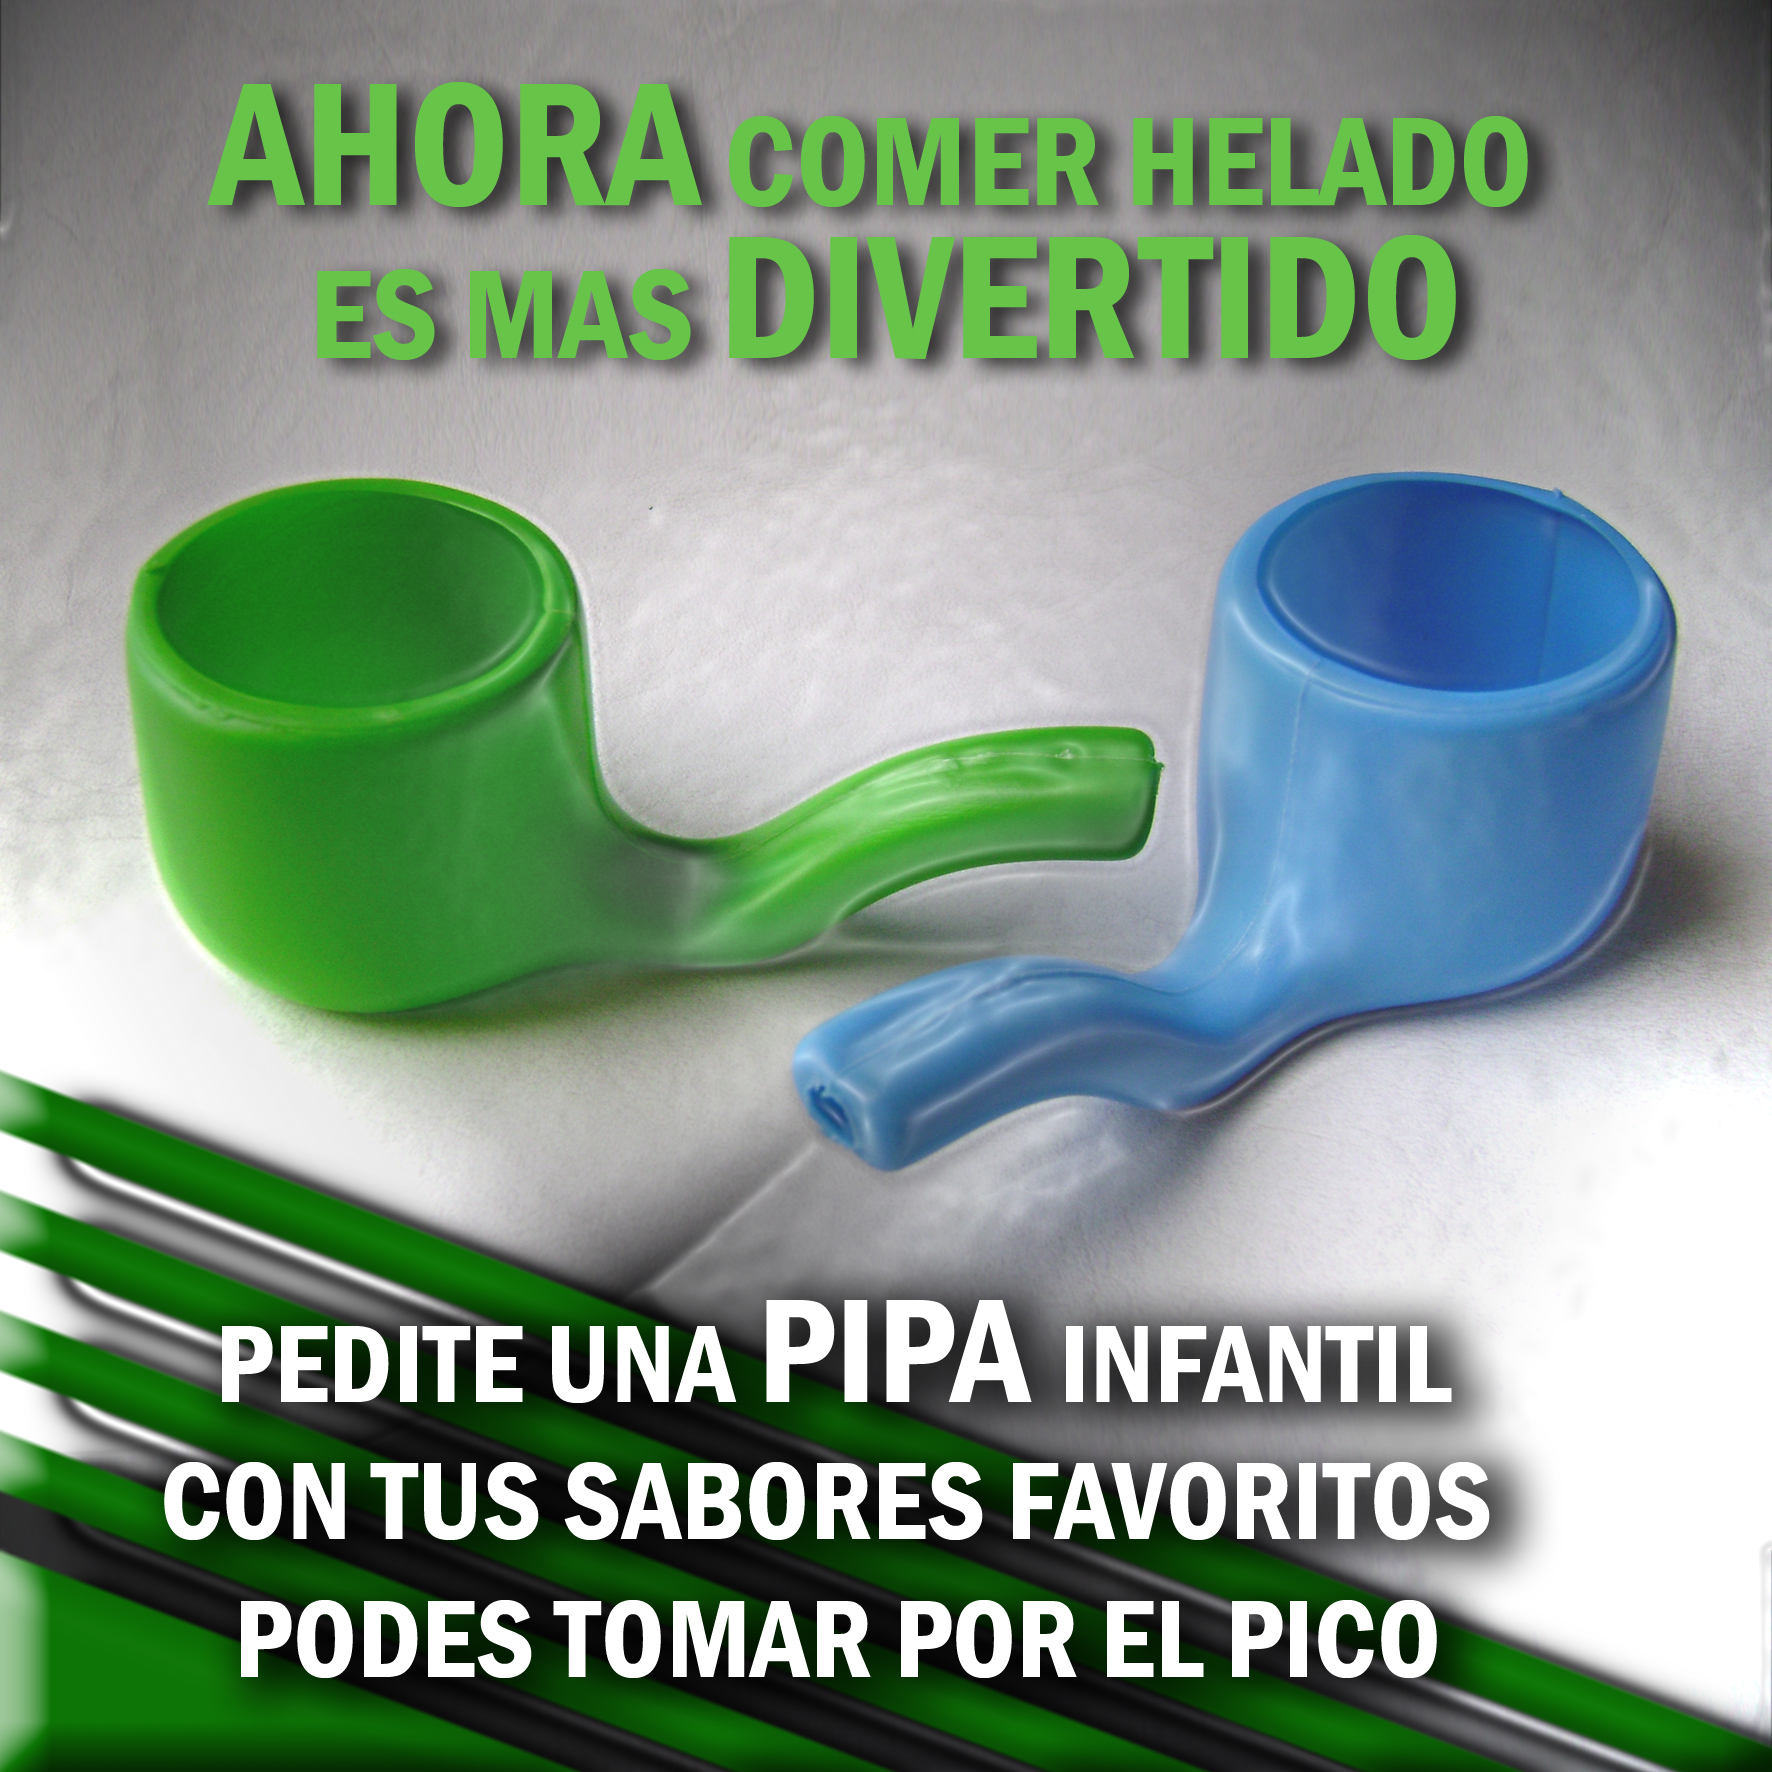 AHORA COMER HELADO
ES MAS DIVERTIDO
PEDITE UNA PIPA INFANTIL
CON TUS SABORES FAVORITOS
PODES TOMAR POR EL PICO